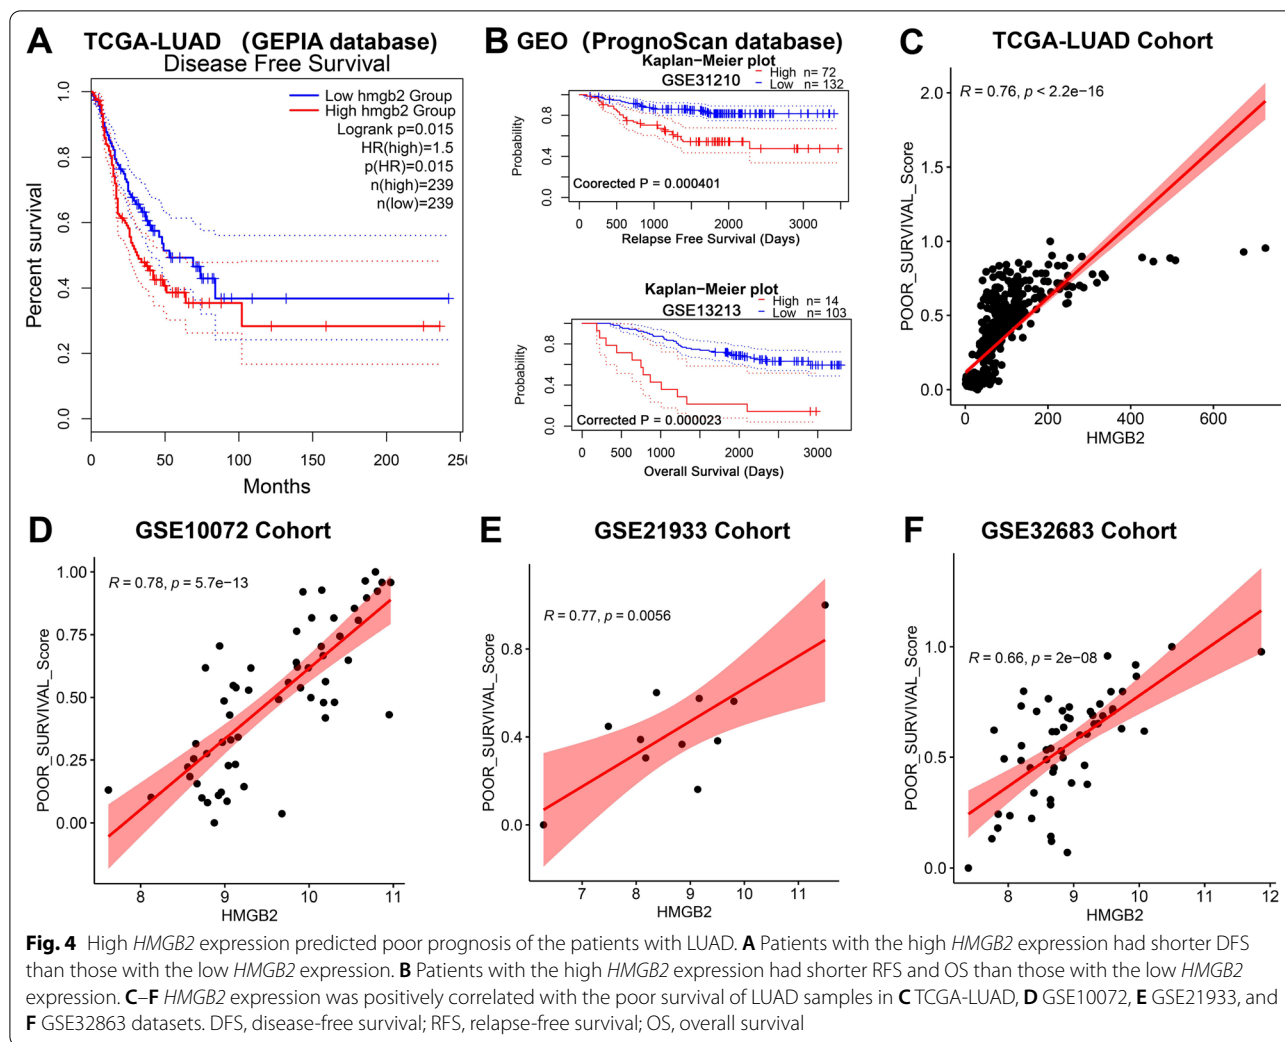 A TCGA-LUAD (GEPIA database)
Disease Free Survival
Low hmgb2 Group
High hmgb2 Group
Logrank p=0.015
HR(high)=1.5
p(HR)=0.015
n(high)=239
n(low)=239
Percent survival
1.0
0.8
0.6
0.4
0.2
0.0
0 50 100 150 200 250
Months
B GEO (PrognoScan database)
Kaplan-Meier plot
GSE31210
High n= 72
Low n= 132
Probability
0.8
0.4
0.0
Coorected P = 0.000401
0 500 1000 2000 3000
Relapse Free Survival (Days)
Kaplan-Meier plot
GSE13213
High n= 14
Low n= 103
Probability
0.8
0.4
0.0
Corrected P = 0.000023
0 500 1000 2000 3000
Overall Survival (Days)
C TCGA-LUAD Cohort
R = 0.76, p < 2.2e-16
POOR_SURVIVAL_Score
2.0
1.5
1.0
0.5
0.0
0 200 400 600
HMGB2
D GSE10072 Cohort
R = 0.78, p = 5.7e-13
POOR_SURVIVAL_Score
1.00
0.75
0.50
0.25
0.00
8 9 10 11
HMGB2
E GSE21933 Cohort
R = 0.77, p = 0.0056
POOR_SURVIVAL_Score
0.8
0.4
0.0
7 8 9 10 11
HMGB2
F GSE32683 Cohort
R = 0.66, p = 2e-08
POOR_SURVIVAL_Score
1.0
0.5
0.0
8 9 10 11 12
HMGB2
Fig. 4 High HMGB2 expression predicted poor prognosis of the patients with LUAD. A Patients with the high HMGB2 expression had shorter DFS
than those with the low HMGB2 expression. B Patients with the high HMGB2 expression had shorter RFS and OS than those with the low HMGB2
expression. C–F HMGB2 expression was positively correlated with the poor survival of LUAD samples in C TCGA-LUAD, D GSE10072, E GSE21933, and
F GSE32863 datasets. DFS, disease-free survival; RFS, relapse-free survival; OS, overall survival